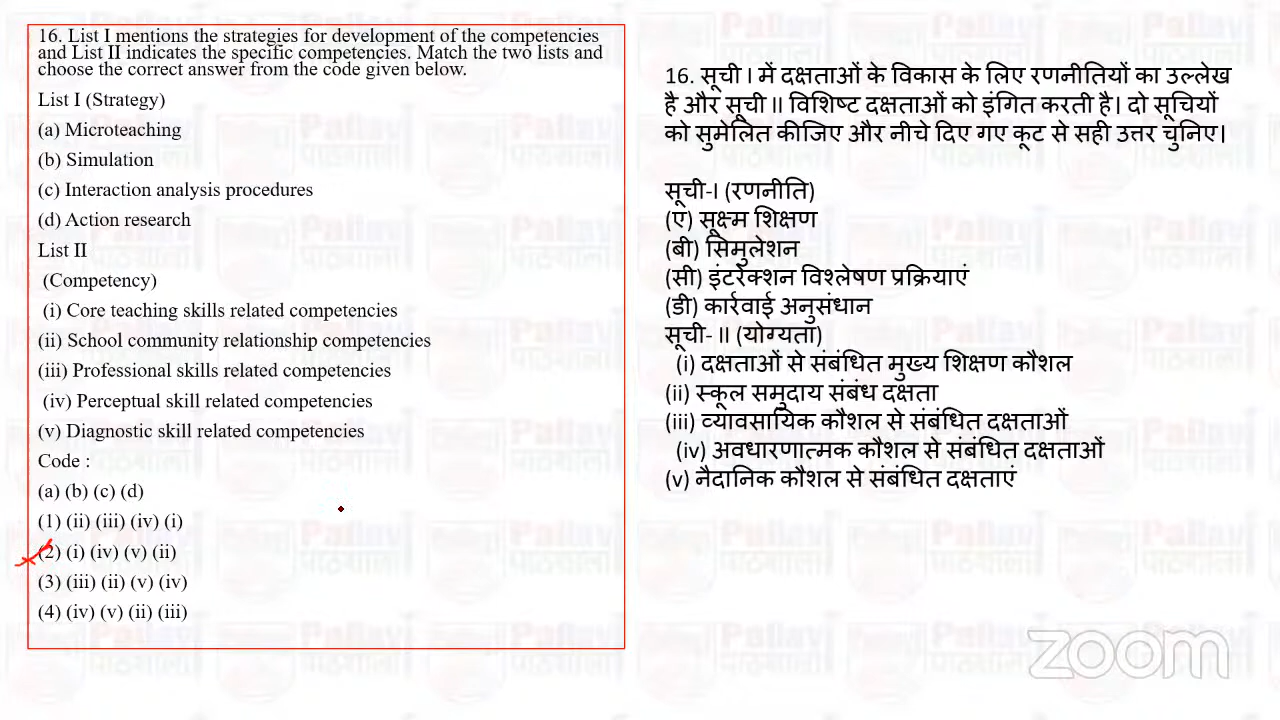 16. List I mentions the strategies for development of the competencies
and List II indicates the specific competencies. Match the two lists and
choose the correct answer from the code given below.
List I (Strategy)
(a) Microteaching
(b) Simulation
(c) Interaction analysis procedures
(d) Action research
List II
(Competency)
(i) Core teaching skills related competencies
(ii) School community relationship competencies
(iii) Professional skills related competencies
(iv) Perceptual skill related competencies
(v) Diagnostic skill related competencies
Code :
(a) (b) (c) (d)
(1) (ii) (iii) (iv) (i)
(2) (i) (iv) (v) (ii)
(3) (iii) (ii) (v) (iv)
(4) (iv) (v) (ii) (iii)
16. सूची I में दक्षताओं के विकास के लिए रणनीतियों का उल्लेख
है और सूची II विशिष्ट दक्षताओं को इंगित करती है। दो सूचियों
को सुमेलित कीजिए और नीचे दिए गए कूट से सही उत्तर चुनिए।
सूची-I (रणनीति)
(ए) सूक्ष्म शिक्षण
(बी) सिमुलेशन
(सी) इंटरेक्शन विश्लेषण प्रक्रियाएं
(डी) कार्रवाई अनुसंधान
सूची- II (योग्यता)
(i) दक्षताओं से संबंधित मुख्य शिक्षण कौशल
(ii) स्कूल समुदाय संबंध दक्षता
(iii) व्यावसायिक कौशल से संबंधित दक्षताओं
(iv) अवधारणात्मक कौशल से संबंधित दक्षताओं
(v) नैदानिक कौशल से संबंधित दक्षताएं
zoom
Pallavi
पाठशाला